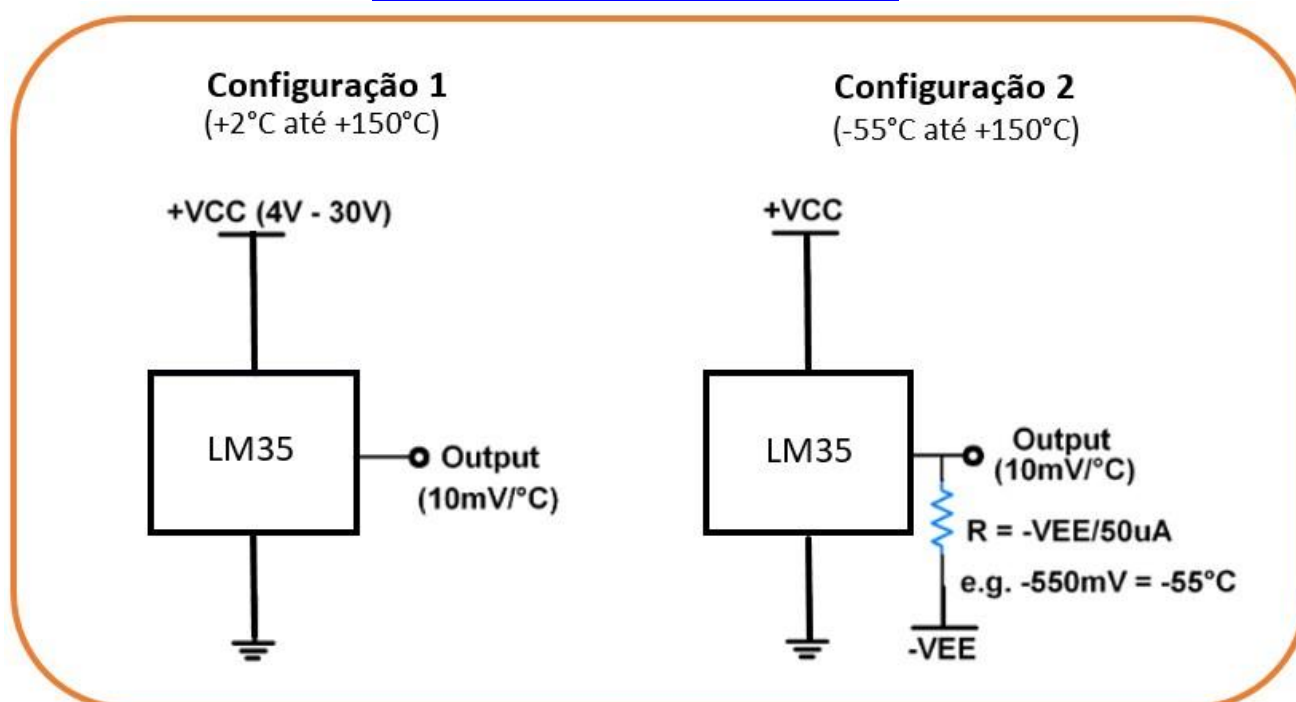 Configuração 1
(+2°C até +150°C)
+VCC (4V - 30V)
LM35
Output
(10mV/°C)
Configuração 2
(-55°C até +150°C)
+VCC
LM35
Output
(10mV/°C)
R = -VEE/50uA
e.g. -550mV = -55°C
-VEE